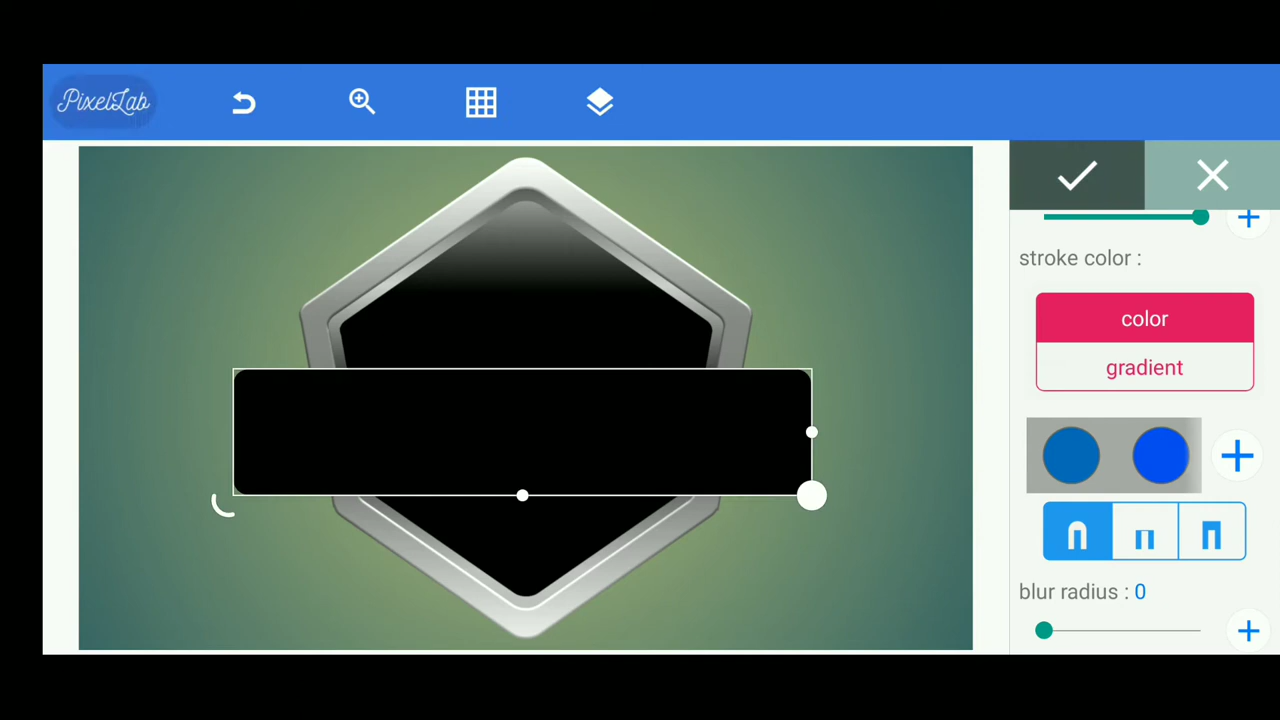 PixelLab
stroke color :
color
gradient
blur radius : 0